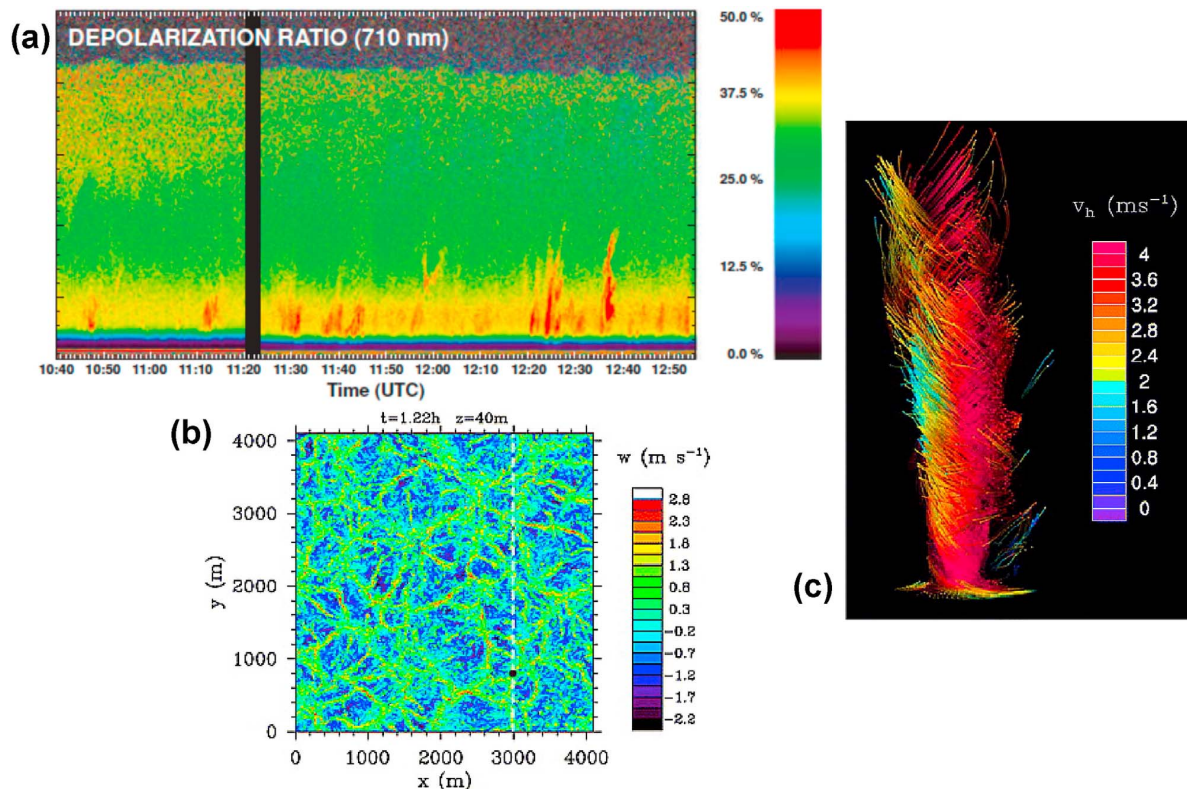 (a)
DEPOLARIZATION RATIO (710 nm)
50.0 %
37.5 %
25.0 %
12.5 %
0.0 %
10:40 10:50 11:00 11:10 11:20 11:30 11:40 11:50 12:00 12:10 12:20 12:30 12:40 12:50
Time (UTC)
(b)
t=1.22h z=40m
w (m s⁻¹)
4000
3000
2000
1000
0
y (m)
0 1000 2000 3000 4000
x (m)
2.8
2.3
1.8
1.3
0.8
0.3
-0.2
-0.7
-1.2
-1.7
-2.2
(c)
v_h (ms⁻¹)
4
3.6
3.2
2.8
2.4
2
1.6
1.2
0.8
0.4
0